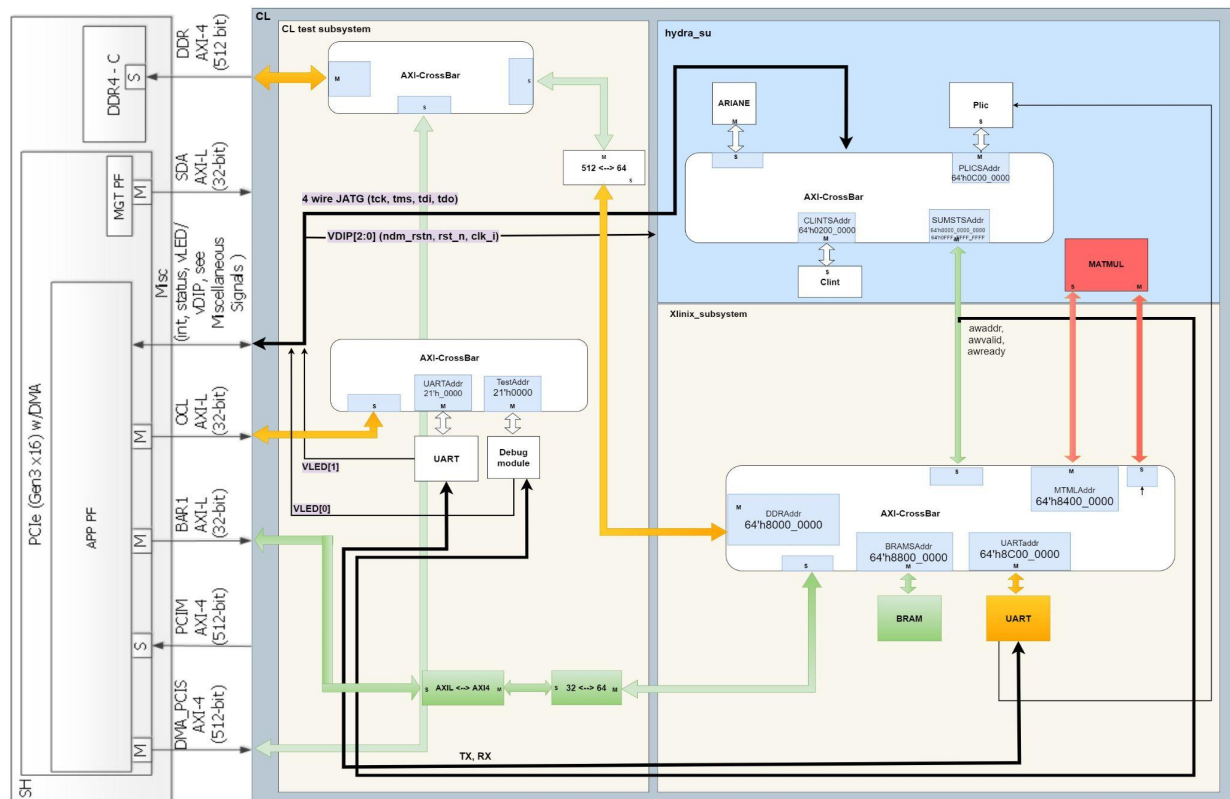 CL
CL test subsystem
hydra_su
DDR
AXI-4
(512 bit)
DDR4 - C
S
M
AXI-CrossBar
S
S
ARIANE
M
Plic
S
SDA
AXI-L
(32-bit)
MGT PF
M
M
512 <--> 64
S
S
PLICSAddr
64'h0C00_0000
AXI-CrossBar
4 wire JATG (tck, tms, tdi, tdo)
CLINTSAddr
64'h0200_0000
M
SUMSTSAddr
64'h8000_0000_0000
64'h0FFF_FFFF_FFFF
M
VDIP[2:0] (ndm_rstn, rst_n, clk_i)
S
Clint
MATMUL
S
M
Misc
(int, status, vLED/
vDIP, see
Miscellaneous
Signals )
Xlinix_subsystem
awaddr,
awvalid,
awready
PCIe (Gen3 x16) w/DMA
APP PF
AXI-CrossBar
UARTAddr
21'h_0000
M
TestAddr
21'h0000
M
S
OCL
AXI-L
(32-bit)
M
UART
Debug
module
VLED[1]
VLED[0]
S
M
MTMLAddr
64'h8400_0000
S
M
DDRAddr
64'h8000_0000
AXI-CrossBar
BRAMSAddr
64'h8800_0000
M
UARTaddr
64'h8C00_0000
M
S
BAR1
AXI-L
(32-bit)
M
BRAM
UART
PCIM
AXI-4
(512-bit)
S
S
AXIL <--> AXI4
M
S
32 <--> 64
M
DMA_PCIS
AXI-4
(512-bit)
M
TX, RX
SH